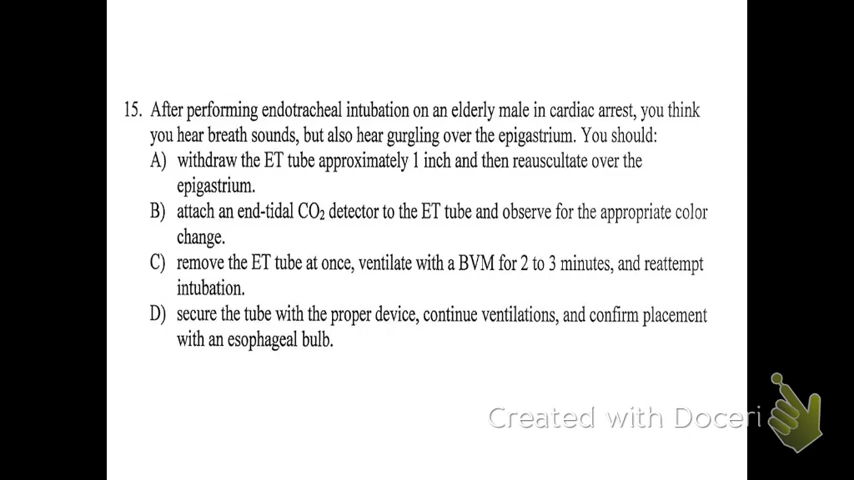 15. After performing endotracheal intubation on an elderly male in cardiac arrest, you think
you hear breath sounds, but also hear gurgling over the epigastrium. You should:
A) withdraw the ET tube approximately 1 inch and then reauscultate over the
epigastrium.
B) attach an end-tidal CO₂ detector to the ET tube and observe for the appropriate color
change.
C) remove the ET tube at once, ventilate with a BVM for 2 to 3 minutes, and reattempt
intubation.
D) secure the tube with the proper device, continue ventilations, and confirm placement
with an esophageal bulb.
Created with Doceri